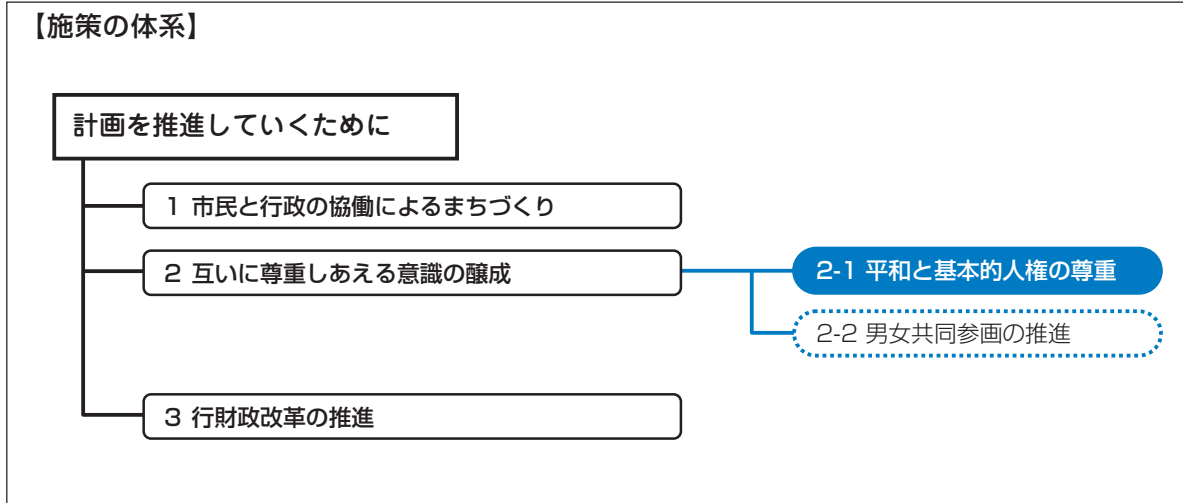 【施策の体系】
計画を推進していくために
1 市民と行政の協働によるまちづくり
2 互いに尊重しあえる意識の醸成
2-1 平和と基本的人権の尊重
2-2 男女共同参画の推進
3 行財政改革の推進